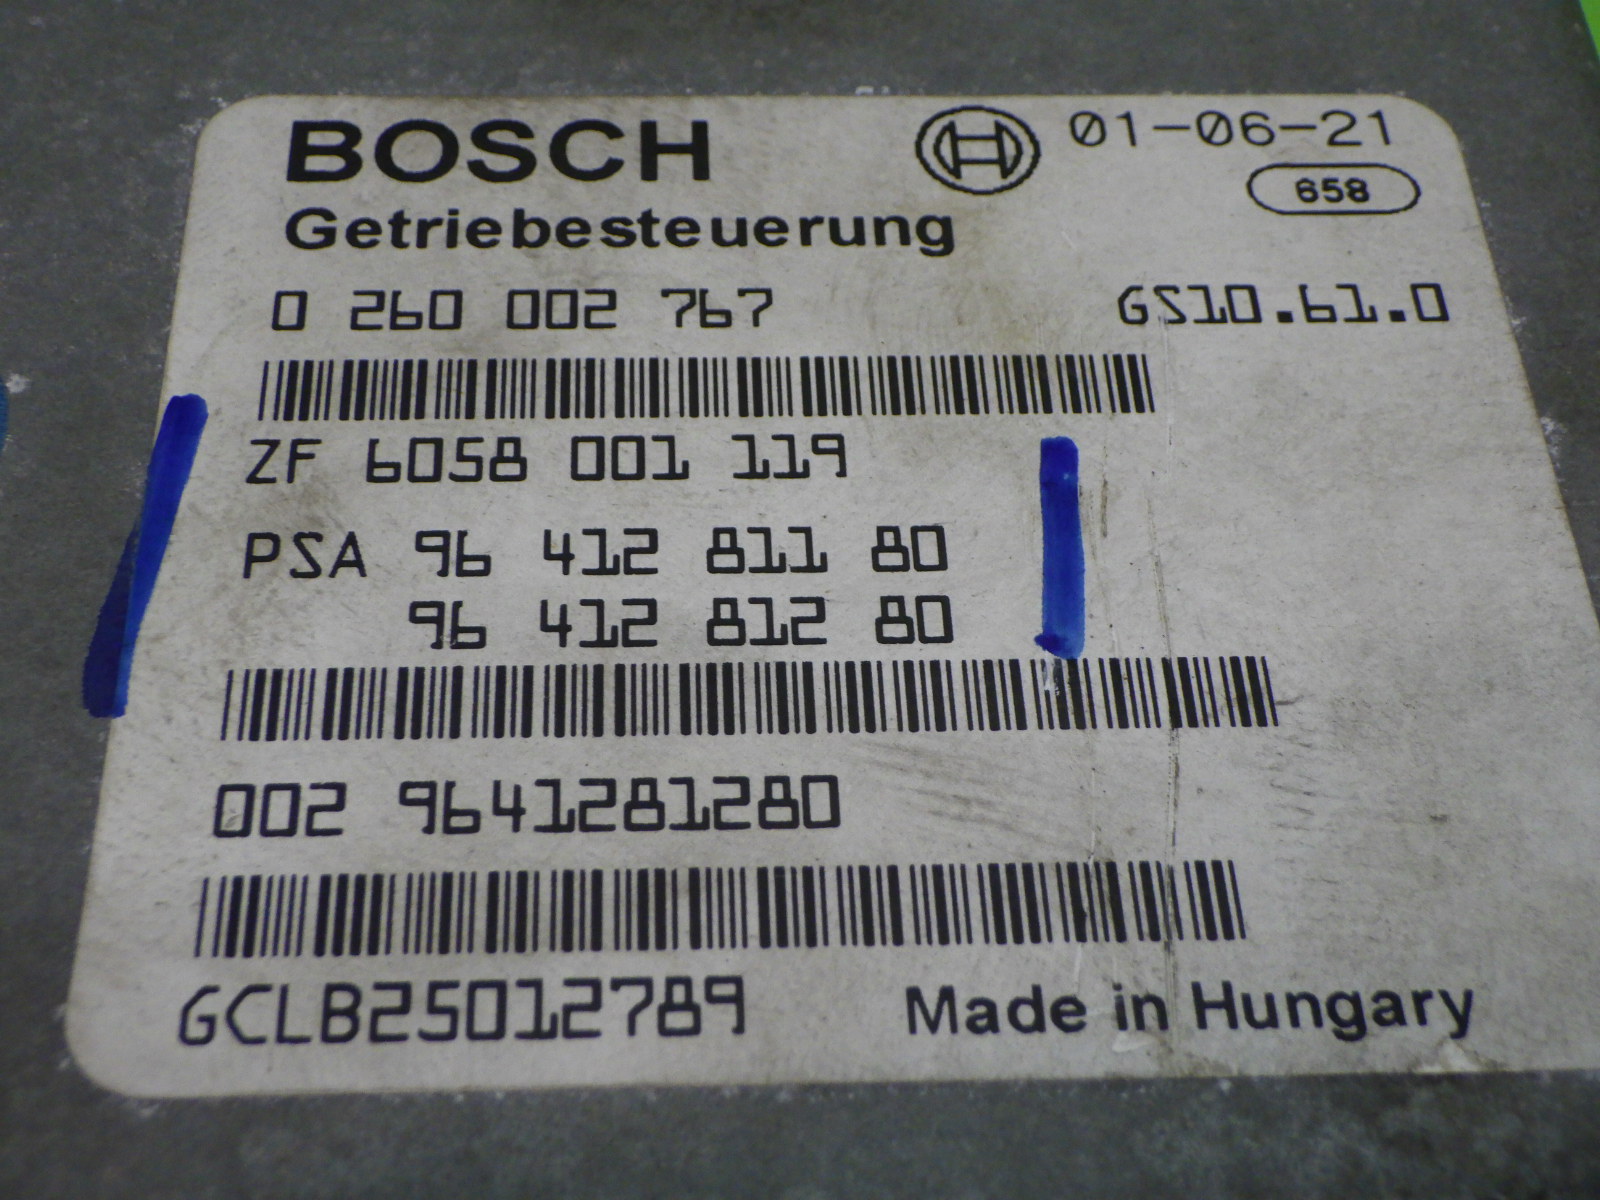 BOSCH 01-06-21
658
Getriebesteuerung
0 260 002 767 GS10.61.0
ZF 6058 001 119
PSA 96 412 811 80
96 412 812 80
002 9641281280
GCLB25012789 Made in Hungary